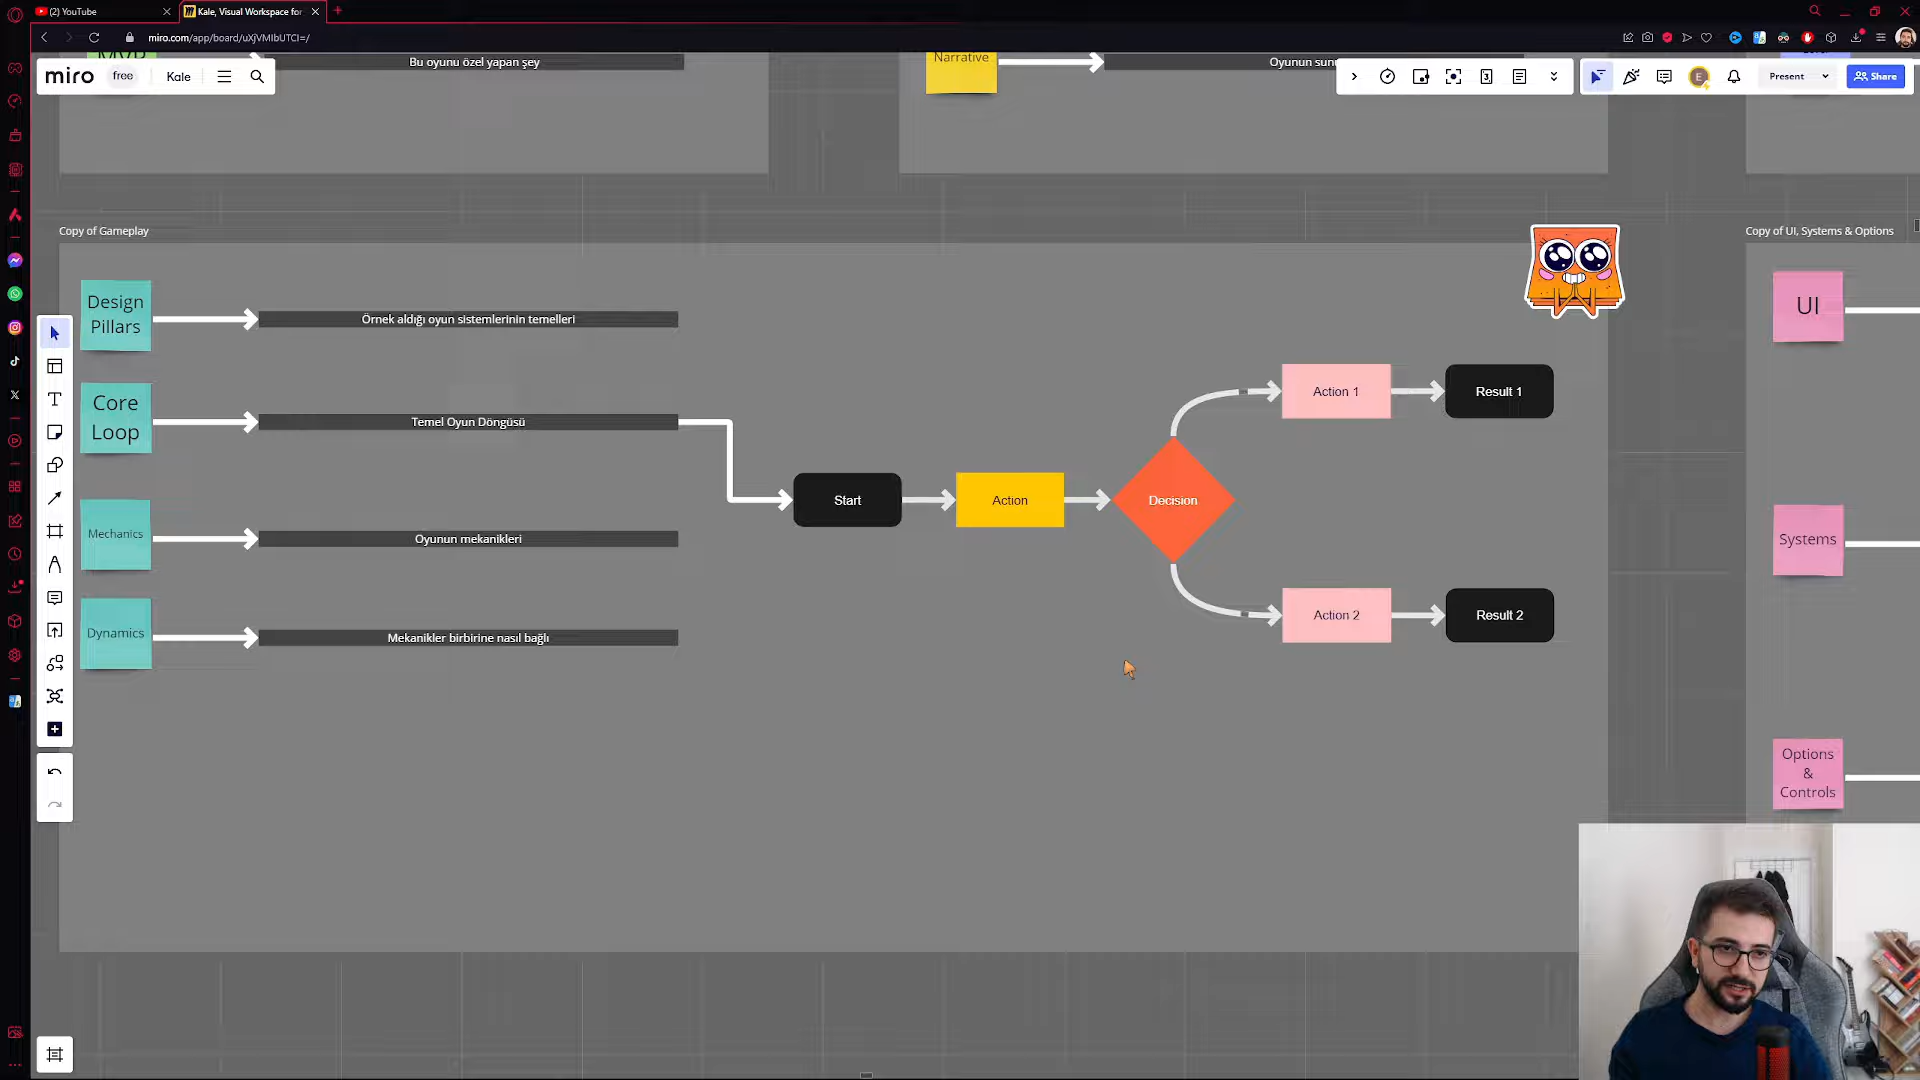 (2) YouTube
Kale, Visual Workspace for
miro.com/app/board/uXjVMIbUTCI=/
Bu oyunu özel yapan şey
Narrative
miro
free
Kale
Present
Share
Copy of Gameplay
Copy of UI, Systems & Options
Design
Pillars
Örnek aldığı oyun sistemlerinin temelleri
UI
Core
Loop
Temel Oyun Döngüsü
Action 1
Result 1
Start
Action
Decision
Mechanics
Oyunun mekanikleri
Systems
Dynamics
Mekanikler birbirine nasıl bağlı
Action 2
Result 2
Options
&
Controls